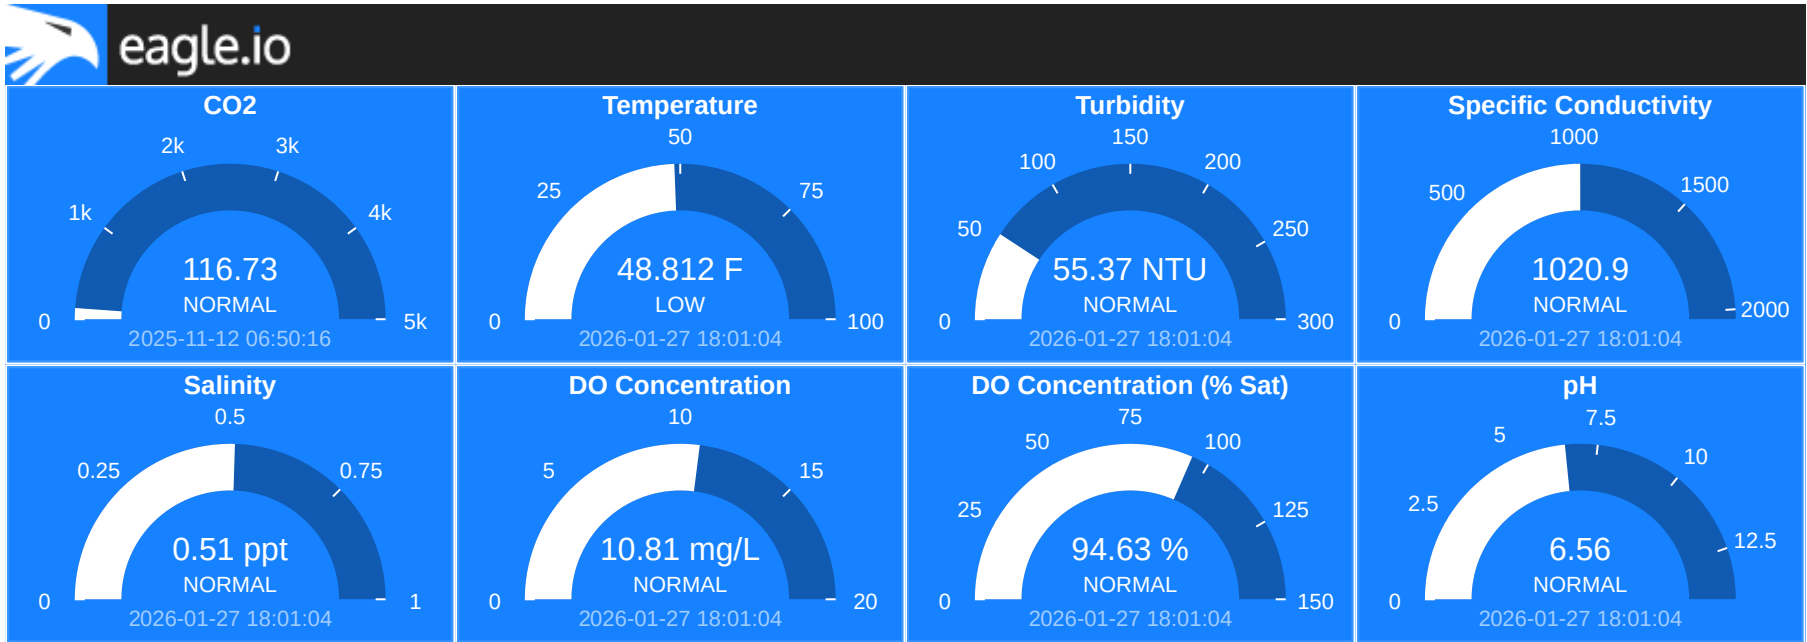 eagle.io
CO2
0
1k
2k
3k
4k
5k
116.73
NORMAL
2025-11-12 06:50:16
Temperature
0
25
50
75
100
48.812 F
LOW
2026-01-27 18:01:04
Turbidity
0
50
100
150
200
250
300
55.37 NTU
NORMAL
2026-01-27 18:01:04
Specific Conductivity
0
500
1000
1500
2000
1020.9
NORMAL
2026-01-27 18:01:04
Salinity
0
0.25
0.5
0.75
1
0.51 ppt
NORMAL
2026-01-27 18:01:04
DO Concentration
0
5
10
15
20
10.81 mg/L
NORMAL
2026-01-27 18:01:04
DO Concentration (% Sat)
0
25
50
75
100
125
150
94.63 %
NORMAL
2026-01-27 18:01:04
pH
0
2.5
5
7.5
10
12.5
6.56
NORMAL
2026-01-27 18:01:04